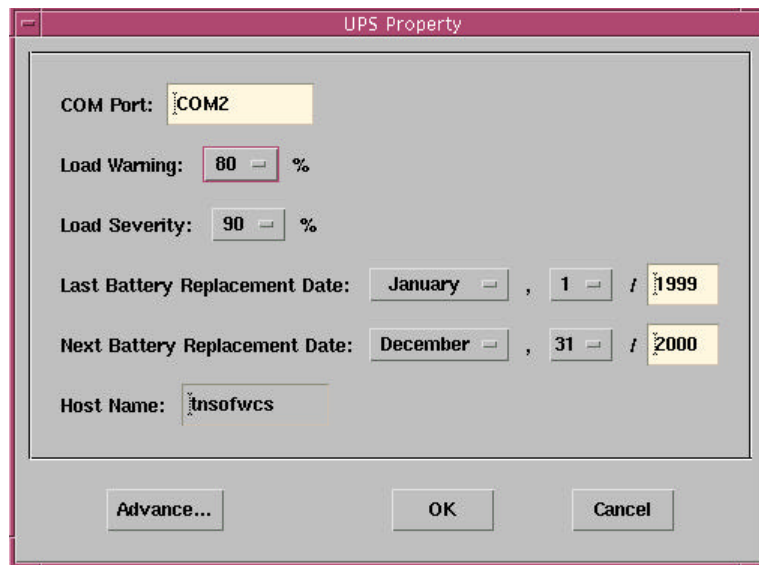 UPS Property
COM Port: COM2
Load Warning: 80 %
Load Severity: 90 %
Last Battery Replacement Date: January , 1 / 1999
Next Battery Replacement Date: December , 31 / 2000
Host Name: tnsofwcs
Advance... OK Cancel